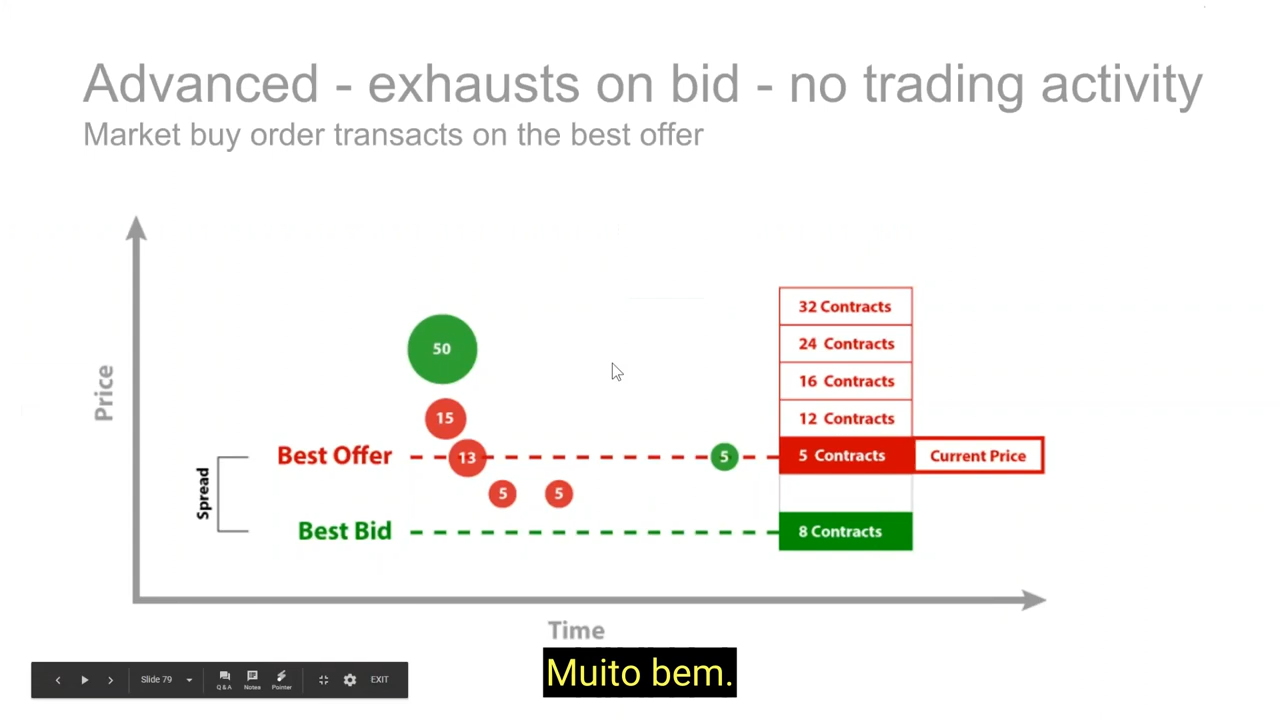 Advanced - exhausts on bid - no trading activity
Market buy order transacts on the best offer
Price
50
15
13
5
5
5
Spread
Best Offer
Best Bid
32 Contracts
24 Contracts
16 Contracts
12 Contracts
5 Contracts
Current Price
8 Contracts
Time
Muito bem.
Slide 79
Q & A
Notes
Pointer
EXIT